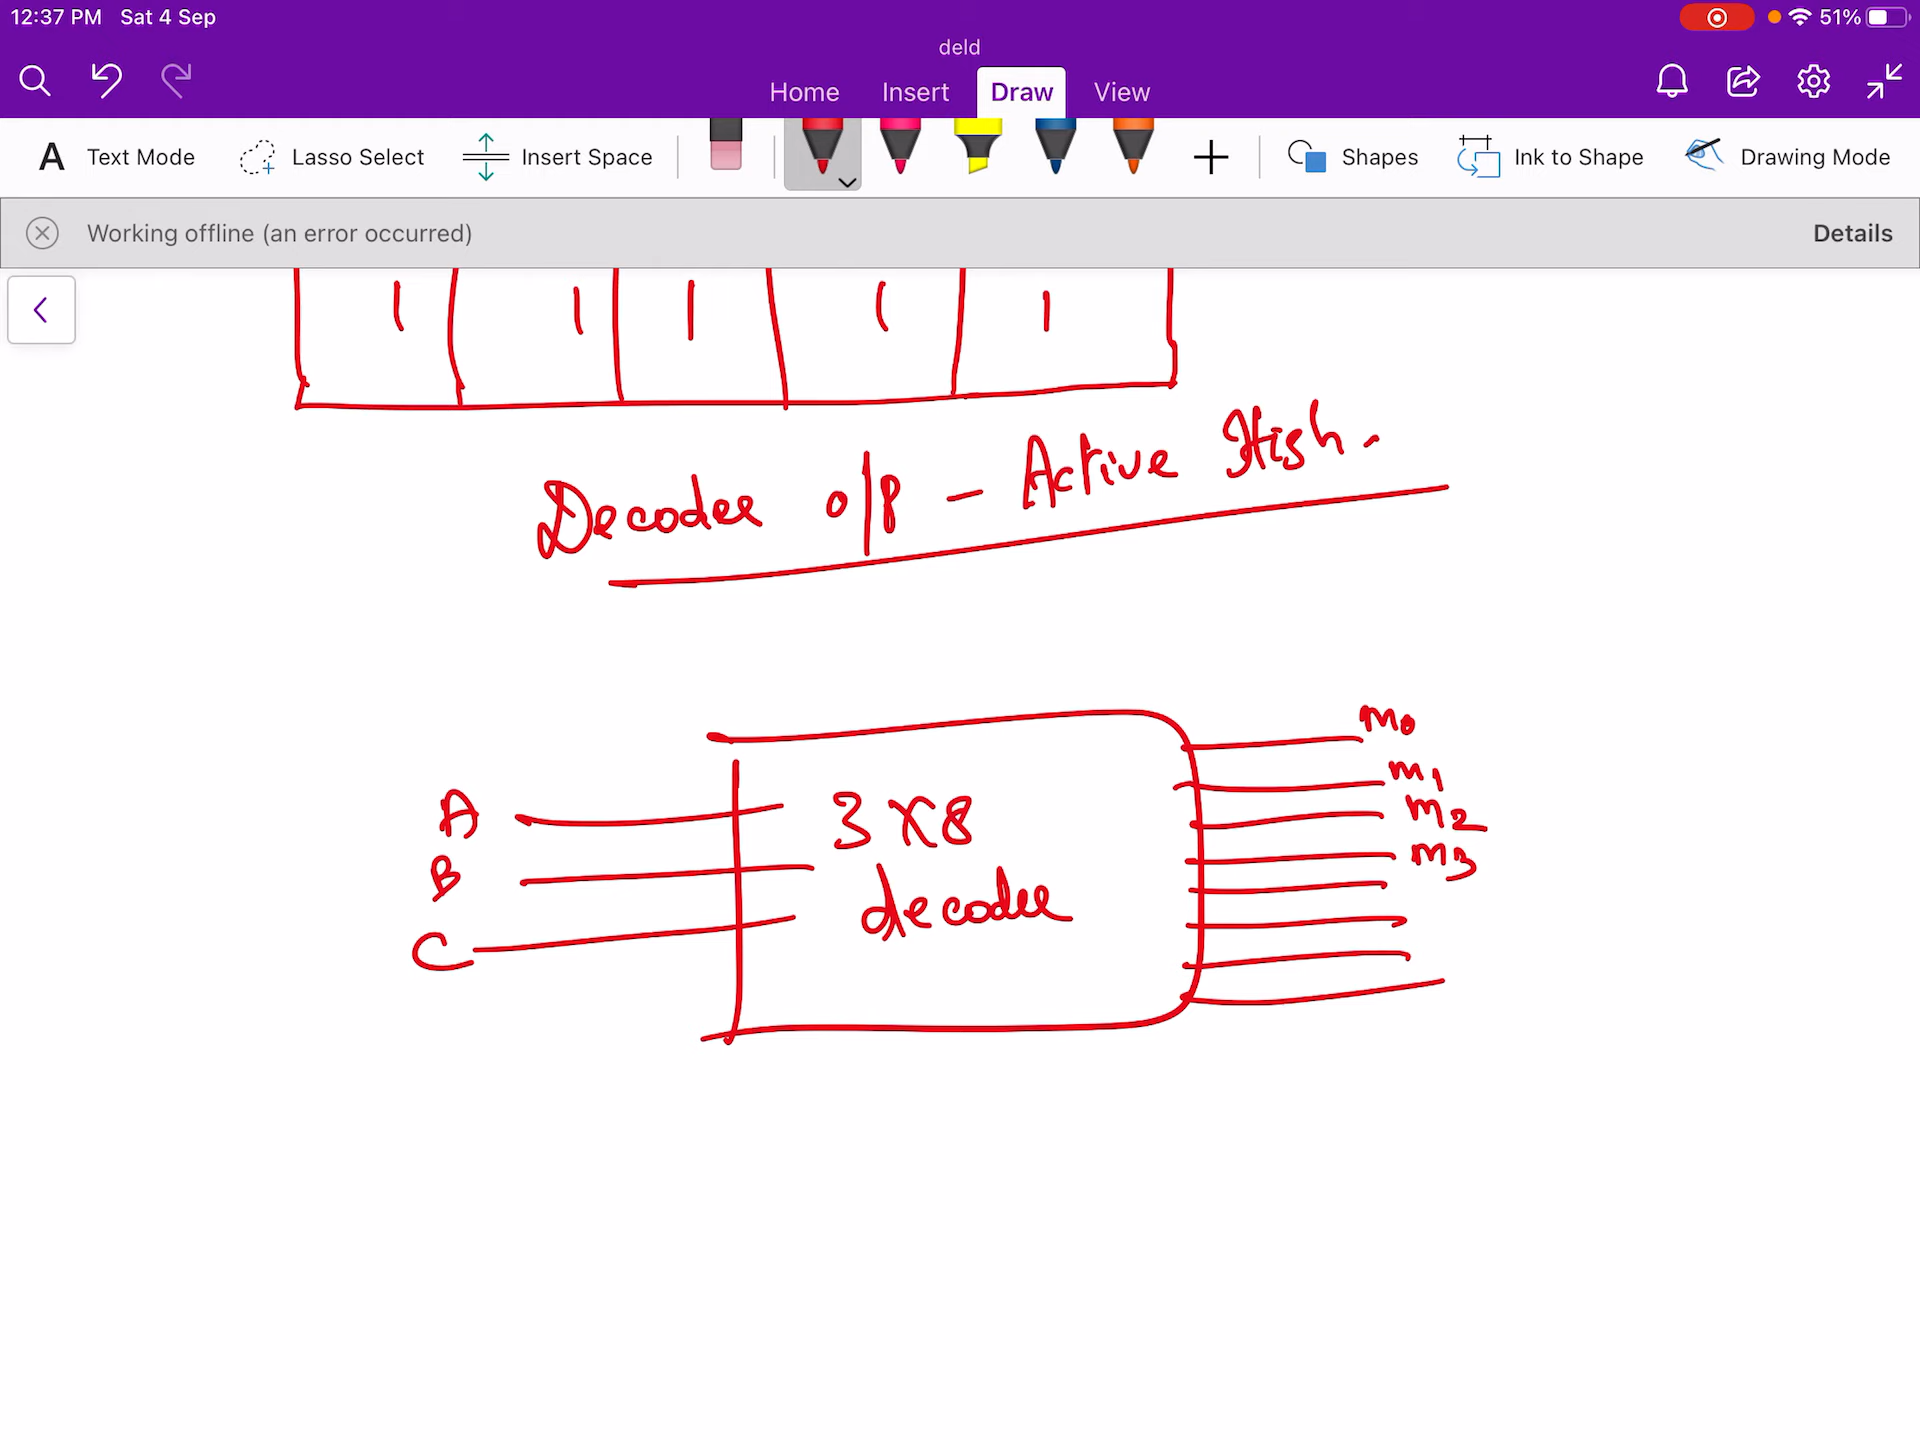 12:37 PM Sat 4 Sep
51%
deld
Home Insert Draw View
A Text Mode Lasso Select Insert Space Shapes Ink to Shape Drawing Mode
Working offline (an error occurred) Details
1 1 1 1 1
Decoder o/p - Active High.
m0
m1
A 3 X 8 m2
B m3
decoder
C